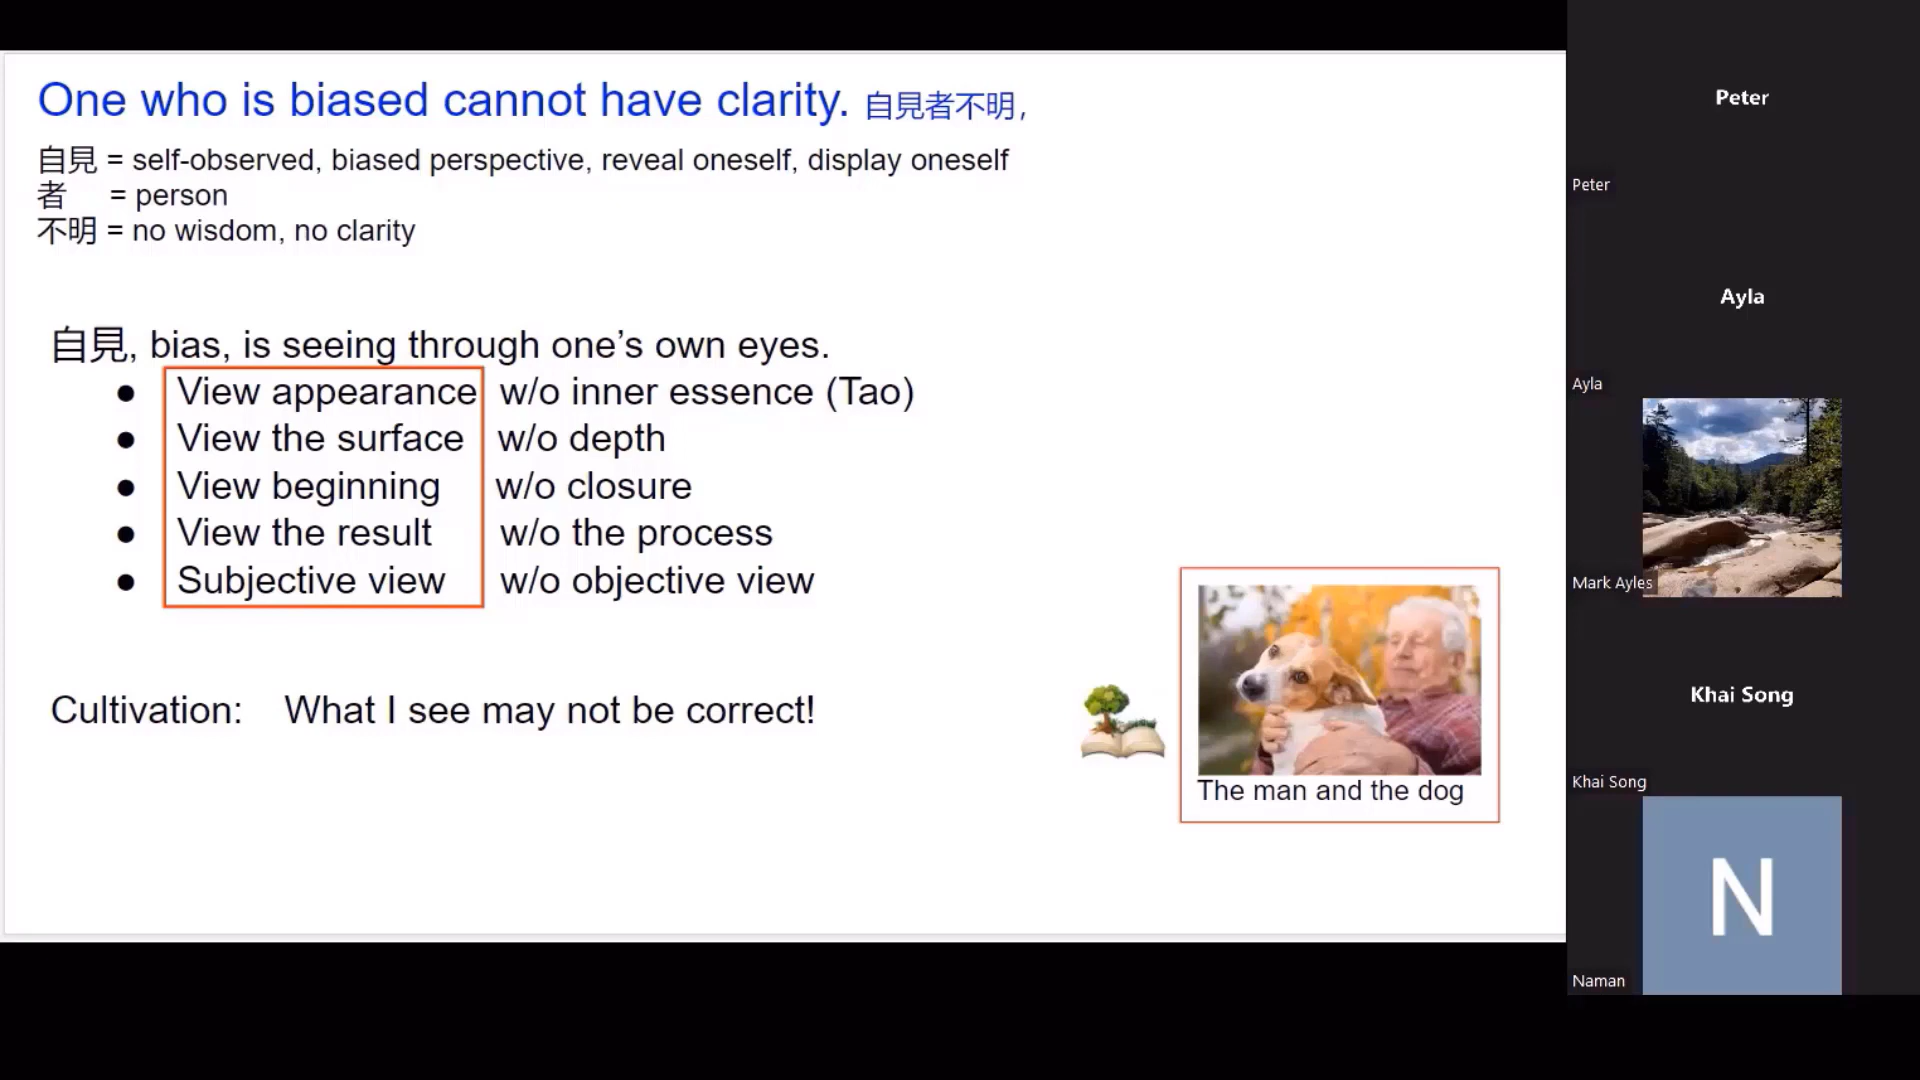 One who is biased cannot have clarity. 自見者不明,
自見 = self-observed, biased perspective, reveal oneself, display oneself
者 = person
不明 = no wisdom, no clarity
自見, bias, is seeing through one’s own eyes.
● View appearance w/o inner essence (Tao)
● View the surface w/o depth
● View beginning w/o closure
● View the result w/o the process
● Subjective view w/o objective view
Cultivation: What I see may not be correct!
The man and the dog
Peter
Peter
Ayla
Ayla
Mark Ayles
Khai Song
Khai Song
N
Naman